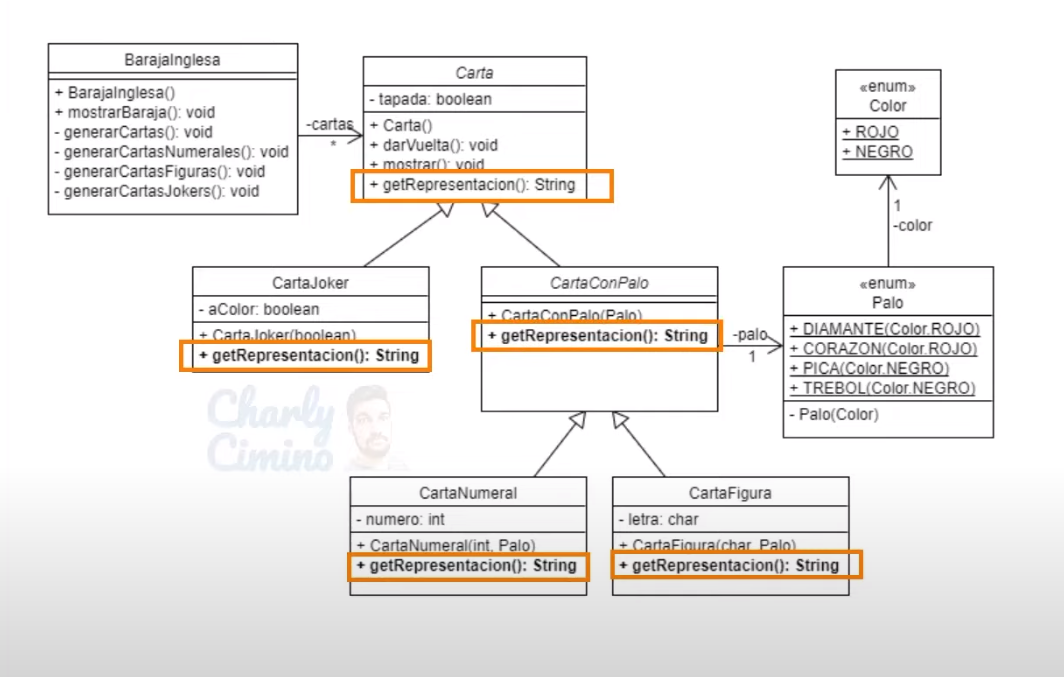 BarajaInglesa
+ BarajaInglesa()
+ mostrarBaraja(): void
- generarCartas(): void
- generarCartasNumerales(): void
- generarCartasFiguras(): void
- generarCartasJokers(): void
-cartas
*
Carta
- tapada: boolean
+ Carta()
+ darVuelta(): void
+ mostrar(): void
+ getRepresentacion(): String
«enum»
Color
+ ROJO
+ NEGRO
1
-color
CartaJoker
- aColor: boolean
+ CartaJoker(boolean)
+ getRepresentacion(): String
CartaConPalo
+ CartaConPalo(Palo)
+ getRepresentacion(): String
-palo
1
«enum»
Palo
+ DIAMANTE(Color.ROJO)
+ CORAZON(Color.ROJO)
+ PICA(Color.NEGRO)
+ TREBOL(Color.NEGRO)
- Palo(Color)
Charly
Cimino
CartaNumeral
- numero: int
+ CartaNumeral(int, Palo)
+ getRepresentacion(): String
CartaFigura
- letra: char
+ CartaFigura(char, Palo)
+ getRepresentacion(): String